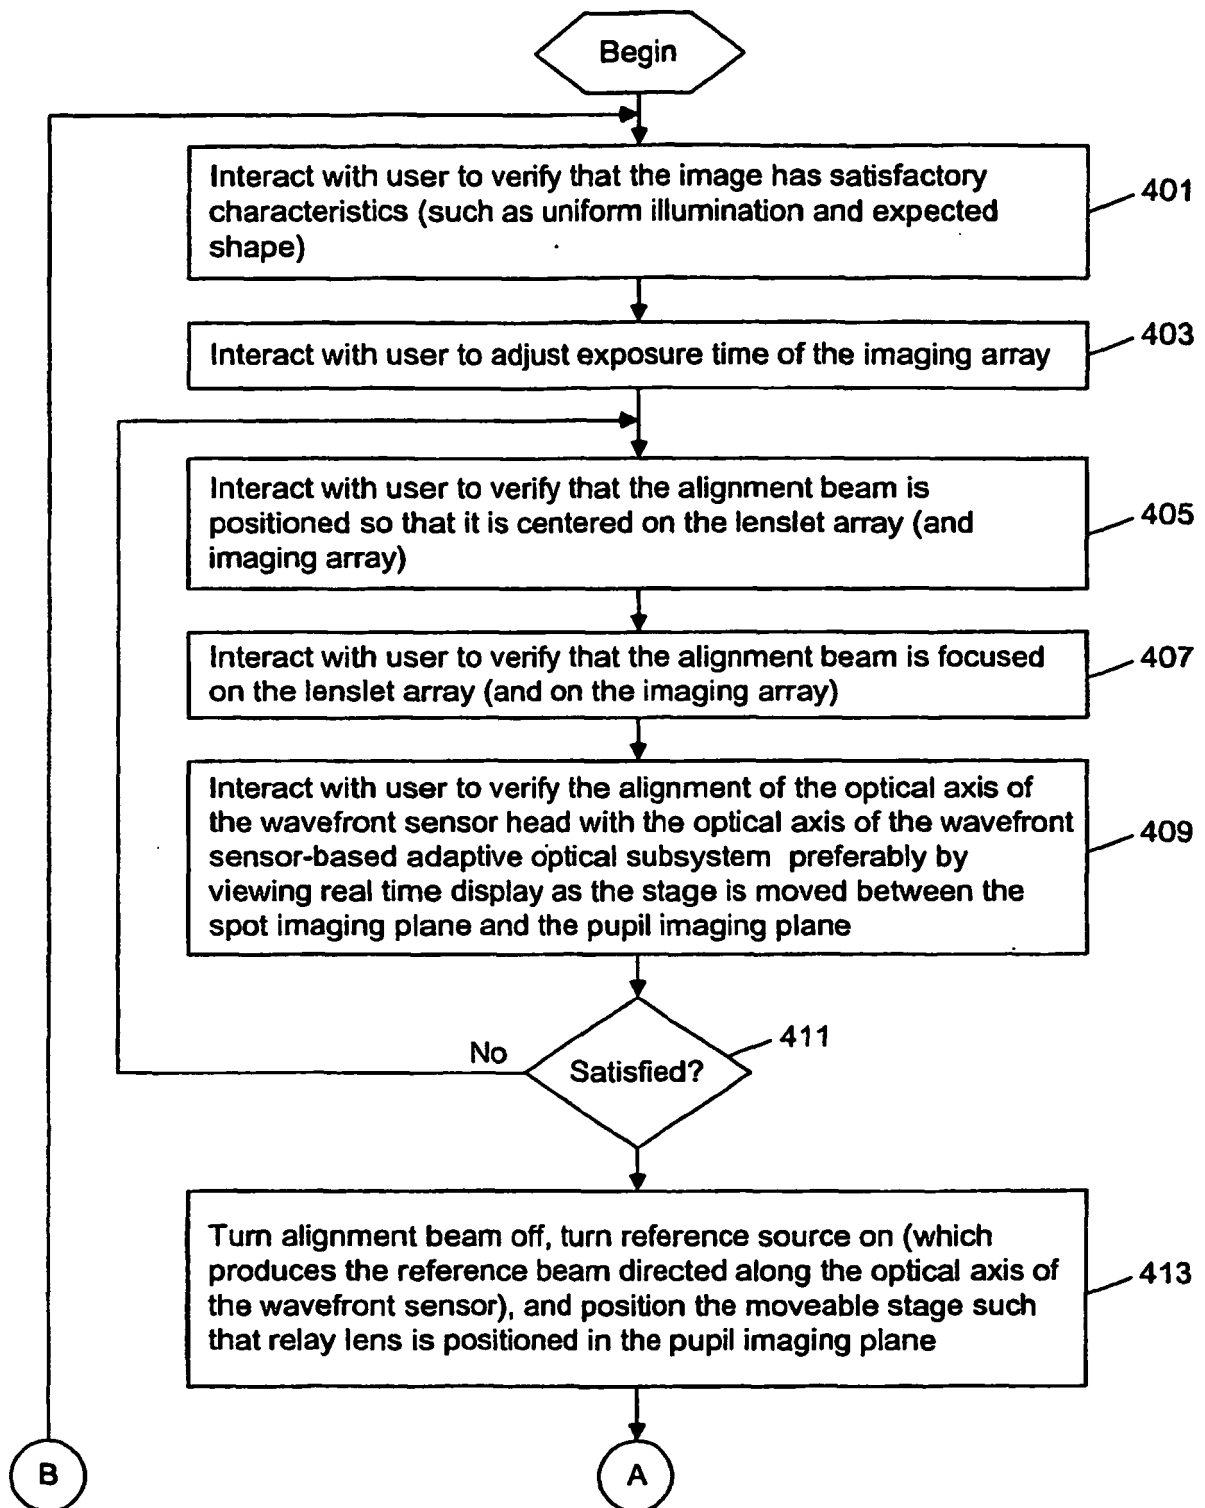 Begin
Interact with user to verify that the image has satisfactory
characteristics (such as uniform illumination and expected
shape)
401
Interact with user to adjust exposure time of the imaging array
403
Interact with user to verify that the alignment beam is
positioned so that it is centered on the lenslet array (and
imaging array)
405
Interact with user to verify that the alignment beam is focused
on the lenslet array (and on the imaging array)
407
Interact with user to verify the alignment of the optical axis of
the wavefront sensor head with the optical axis of the wavefront
sensor-based adaptive optical subsystem preferably by
viewing real time display as the stage is moved between the
spot imaging plane and the pupil imaging plane
409
No
Satisfied?
411
Turn alignment beam off, turn reference source on (which
produces the reference beam directed along the optical axis of
the wavefront sensor), and position the moveable stage such
that relay lens is positioned in the pupil imaging plane
413
B
A